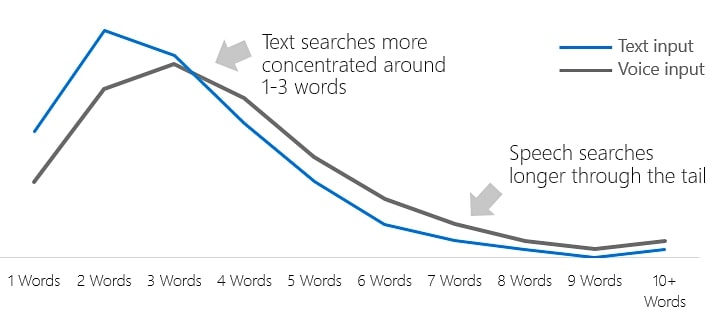 Text searches more
concentrated around
1-3 words
Text input
Voice input
Speech searches
longer through the tail
1 Words
2 Words
3 Words
4 Words
5 Words
6 Words
7 Words
8 Words
9 Words
10+
Words